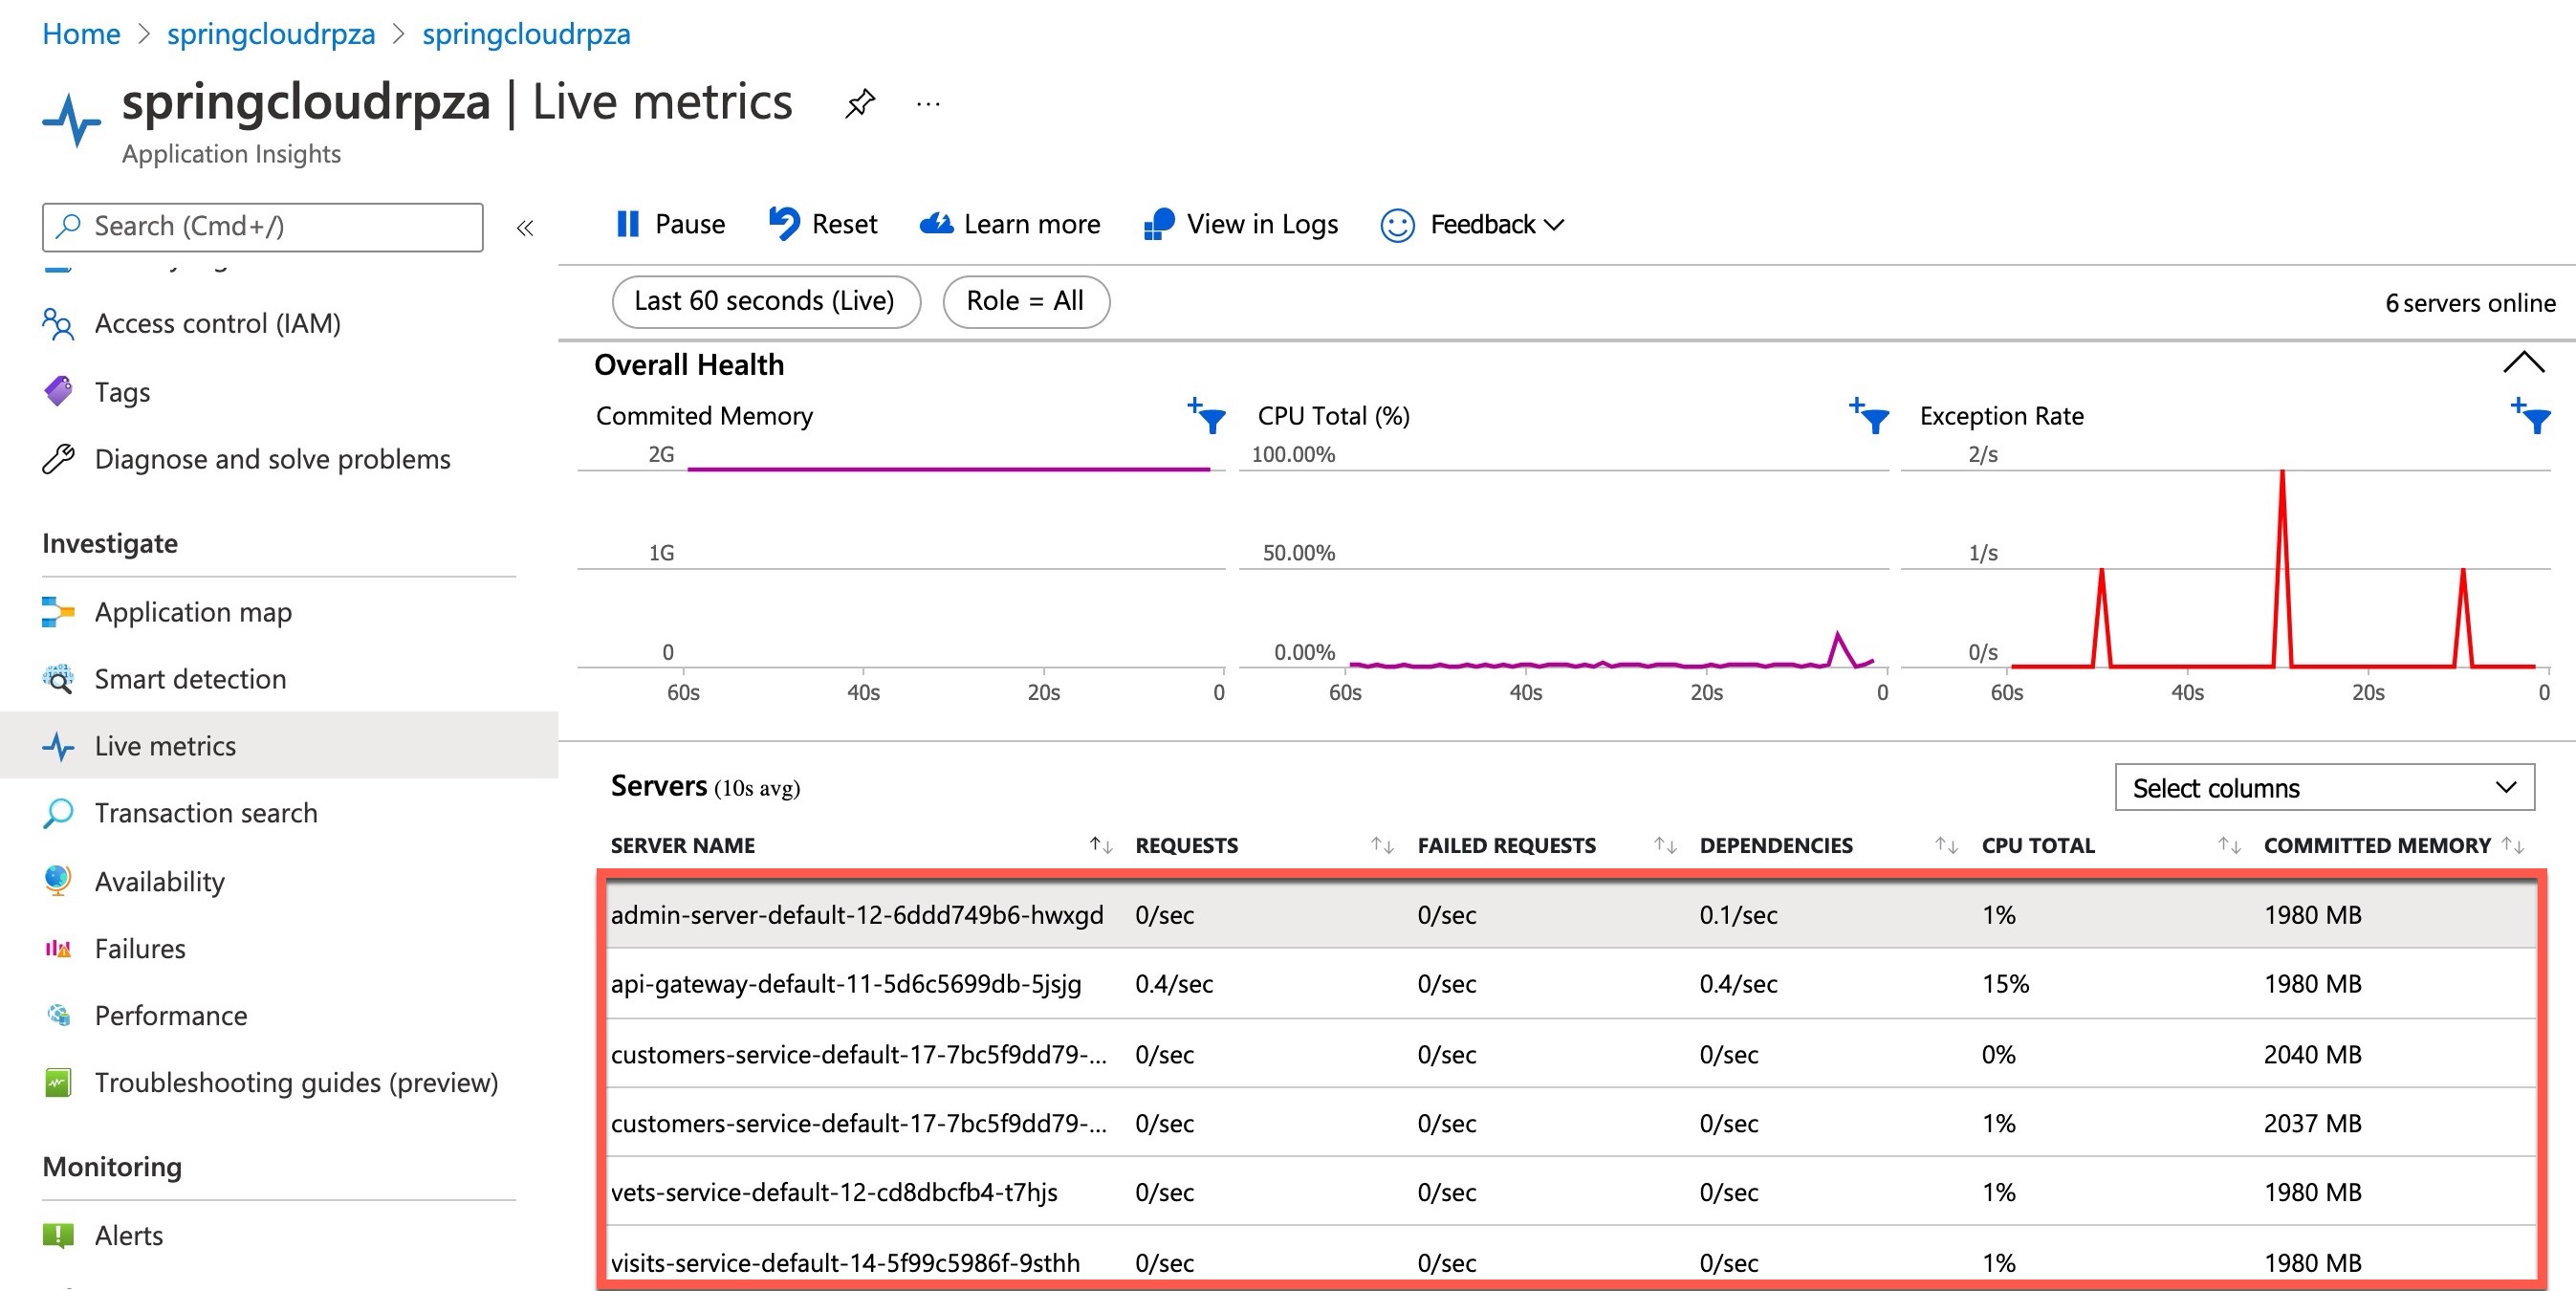 Home > springcloudrpza > springcloudrpza
springcloudrpza | Live metrics ...
Application Insights
Search (Cmd+/) «
Pause Reset Learn more View in Logs Feedback
Last 60 seconds (Live) Role = All 6 servers online
Access control (IAM)
Tags
Diagnose and solve problems
Investigate
Application map
Smart detection
Live metrics
Transaction search
Availability
Failures
Performance
Troubleshooting guides (preview)
Monitoring
Alerts
Overall Health
Commited Memory
2G
1G
0
60s 40s 20s 0
CPU Total (%)
100.00%
50.00%
0.00%
60s 40s 20s 0
Exception Rate
2/s
1/s
0/s
60s 40s 20s 0
Servers (10s avg) Select columns
SERVER NAME ↑↓ REQUESTS ↑↓ FAILED REQUESTS ↑↓ DEPENDENCIES ↑↓ CPU TOTAL ↑↓ COMMITTED MEMORY ↑↓
admin-server-default-12-6ddd749b6-hwxgd 0/sec 0/sec 0.1/sec 1% 1980 MB
api-gateway-default-11-5d6c5699db-5jsjg 0.4/sec 0/sec 0.4/sec 15% 1980 MB
customers-service-default-17-7bc5f9dd79-... 0/sec 0/sec 0/sec 0% 2040 MB
customers-service-default-17-7bc5f9dd79-... 0/sec 0/sec 0/sec 1% 2037 MB
vets-service-default-12-cd8dbcfb4-t7hjs 0/sec 0/sec 0/sec 1% 1980 MB
visits-service-default-14-5f99c5986f-9sthh 0/sec 0/sec 0/sec 1% 1980 MB